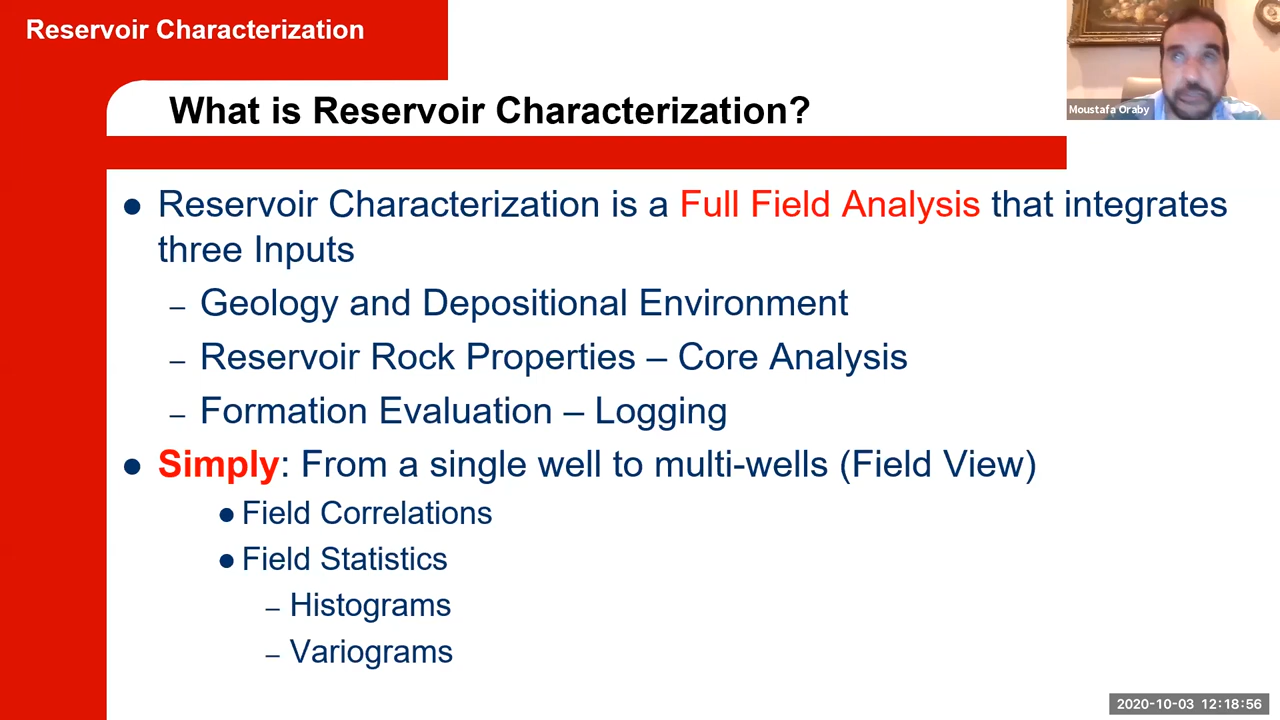 Reservoir Characterization
What is Reservoir Characterization?
Moustafa Oraby
● Reservoir Characterization is a Full Field Analysis that integrates
three Inputs
– Geology and Depositional Environment
– Reservoir Rock Properties – Core Analysis
– Formation Evaluation – Logging
● Simply: From a single well to multi-wells (Field View)
● Field Correlations
● Field Statistics
– Histograms
– Variograms
2020-10-03 12:18:56